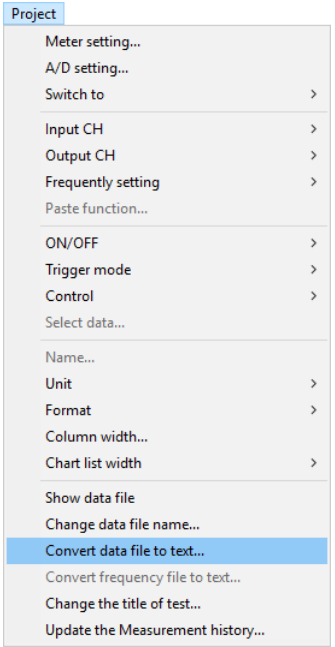 Project
Meter setting...
A/D setting...
Switch to
Input CH
Output CH
Frequently setting
Paste function...
ON/OFF
Trigger mode
Control
Select data...
Name...
Unit
Format
Column width...
Chart list width
Show data file
Change data file name...
Convert data file to text...
Convert frequency file to text...
Change the title of test...
Update the Measurement history...